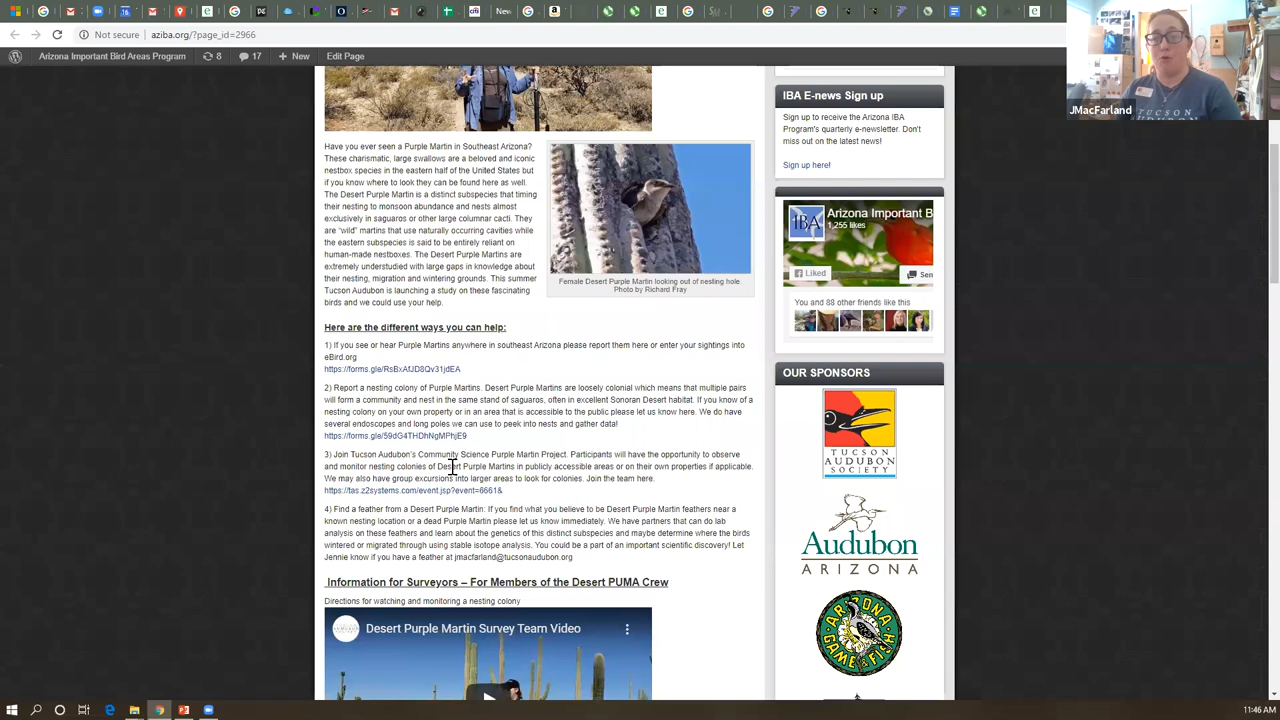 Not secure
aziba.org/?page_id=2966
JMacFarland
TUCSON
Arizona Important Bird Areas Program
8
17
New
Edit Page
Have you ever seen a Purple Martin in Southeast Arizona?
These charismatic, large swallows are a beloved and iconic
nestbox species in the eastern half of the United States but
if you know where to look they can be found here as well.
The Desert Purple Martin is a distinct subspecies that timing
their nesting to monsoon abundance and nests almost
exclusively in saguaros or other large columnar cacti. They
are "wild" martins that use naturally occurring cavities while
the eastern subspecies is said to be entirely reliant on
human-made nestboxes. The Desert Purple Martins are
extremely understudied with large gaps in knowledge about
their nesting, migration and wintering grounds. This summer
Tucson Audubon is launching a study on these fascinating
birds and we could use your help.
Female Desert Purple Martin looking out of nesting hole.
Photo by Richard Fray
Here are the different ways you can help:
1) If you see or hear Purple Martins anywhere in southeast Arizona please report them here or enter your sightings into
eBird.org
https://forms.gle/RsBxAfJD8Qv31jdEA
2) Report a nesting colony of Purple Martins. Desert Purple Martins are loosely colonial which means that multiple pairs
will form a community and nest in the same stand of saguaros, often in excellent Sonoran Desert habitat. If you know of a
nesting colony on your own property or in an area that is accessible to the public please let us know here. We do have
several endoscopes and long poles we can use to peek into nests and gather data!
https://forms.gle/59dG4THDhNgMPhjE9
3) Join Tucson Audubon's Community Science Purple Martin Project. Participants will have the opportunity to observe
and monitor nesting colonies of Desert Purple Martins in publicly accessible areas or on their own properties if applicable.
We may also have group excursions into larger areas to look for colonies. Join the team here.
https://tas.z2systems.com/event.jsp?event=6661&
4) Find a feather from a Desert Purple Martin: If you find what you believe to be Desert Purple Martin feathers near a
known nesting location or a dead Purple Martin please let us know immediately. We have partners that can do lab
analysis on these feathers and learn about the genetics of this distinct subspecies and maybe determine where the birds
wintered or migrated through using stable isotope analysis. You could be a part of an important scientific discovery! Let
Jennie know if you have a feather at jmacfarland@tucsonaudubon.org
Information for Surveyors – For Members of the Desert PUMA Crew
Directions for watching and monitoring a nesting colony
Desert Purple Martin Survey Team Video
IBA E-news Sign up
Sign up to receive the Arizona IBA
Program's quarterly e-newsletter. Don't
miss out on the latest news!
Sign up here!
IBA
Arizona Important B
1,255 likes
Liked
Sen
You and 88 other friends like this
OUR SPONSORS
TUCSON
AUDUBON
SOCIETY
Audubon
ARIZONA
ARIZONA
GAME & FISH
11:46 AM